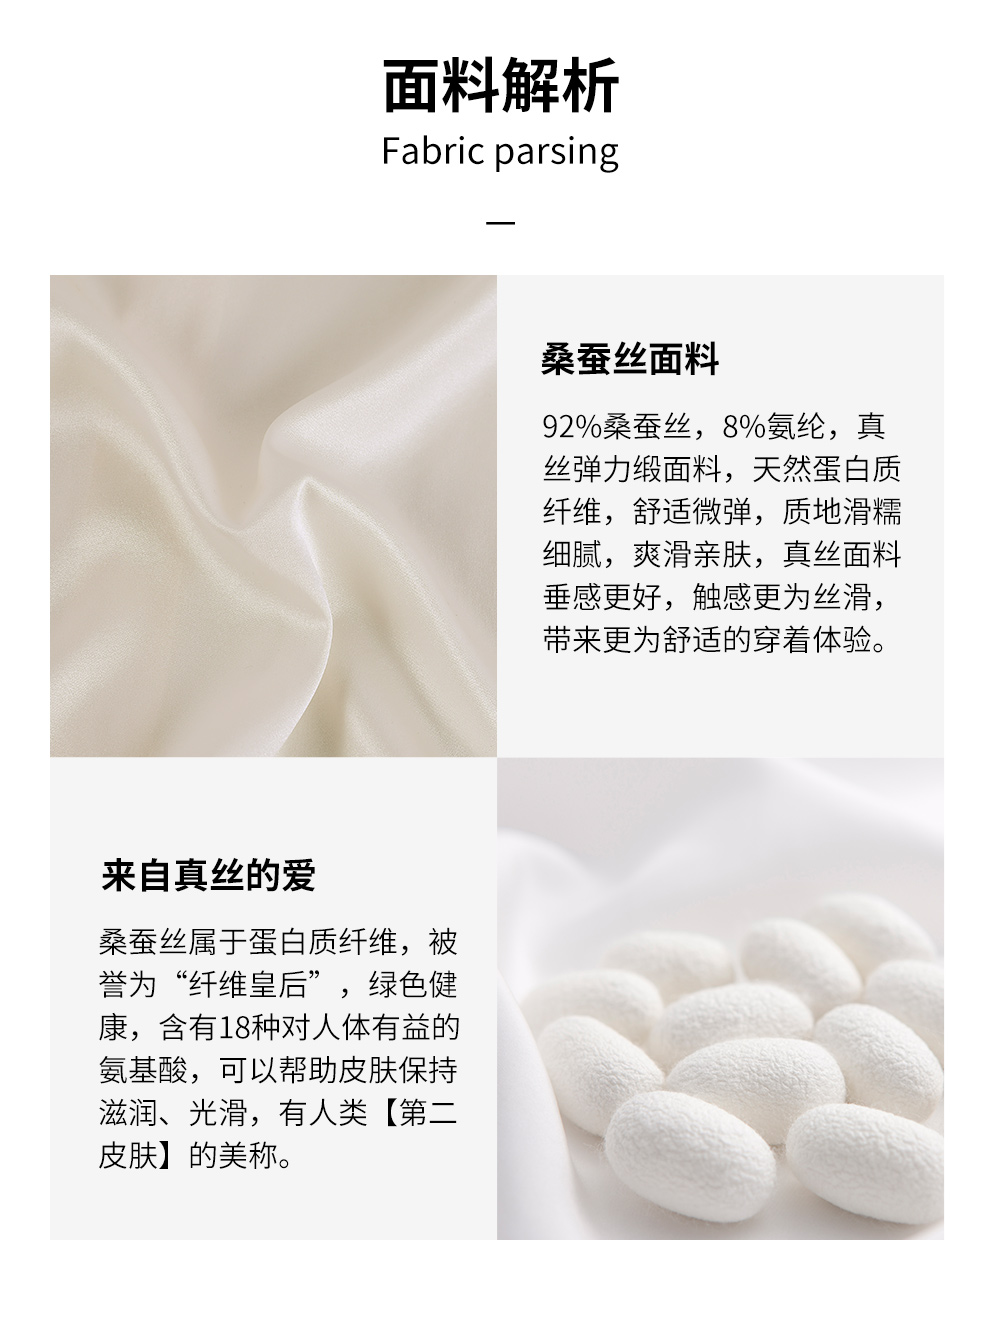 面料解析
Fabric parsing
桑蚕丝面料
92%桑蚕丝，8%氨纶，真
丝弹力缎面料，天然蛋白质
纤维，舒适微弹，质地滑糯
细腻，爽滑亲肤，真丝面料
垂感更好，触感更为丝滑，
带来更为舒适的穿着体验。
来自真丝的爱
桑蚕丝属于蛋白质纤维，被
誉为“纤维皇后”，绿色健
康，含有18种对人体有益的
氨基酸，可以帮助皮肤保持
滋润、光滑，有人类【第二
皮肤】的美称。